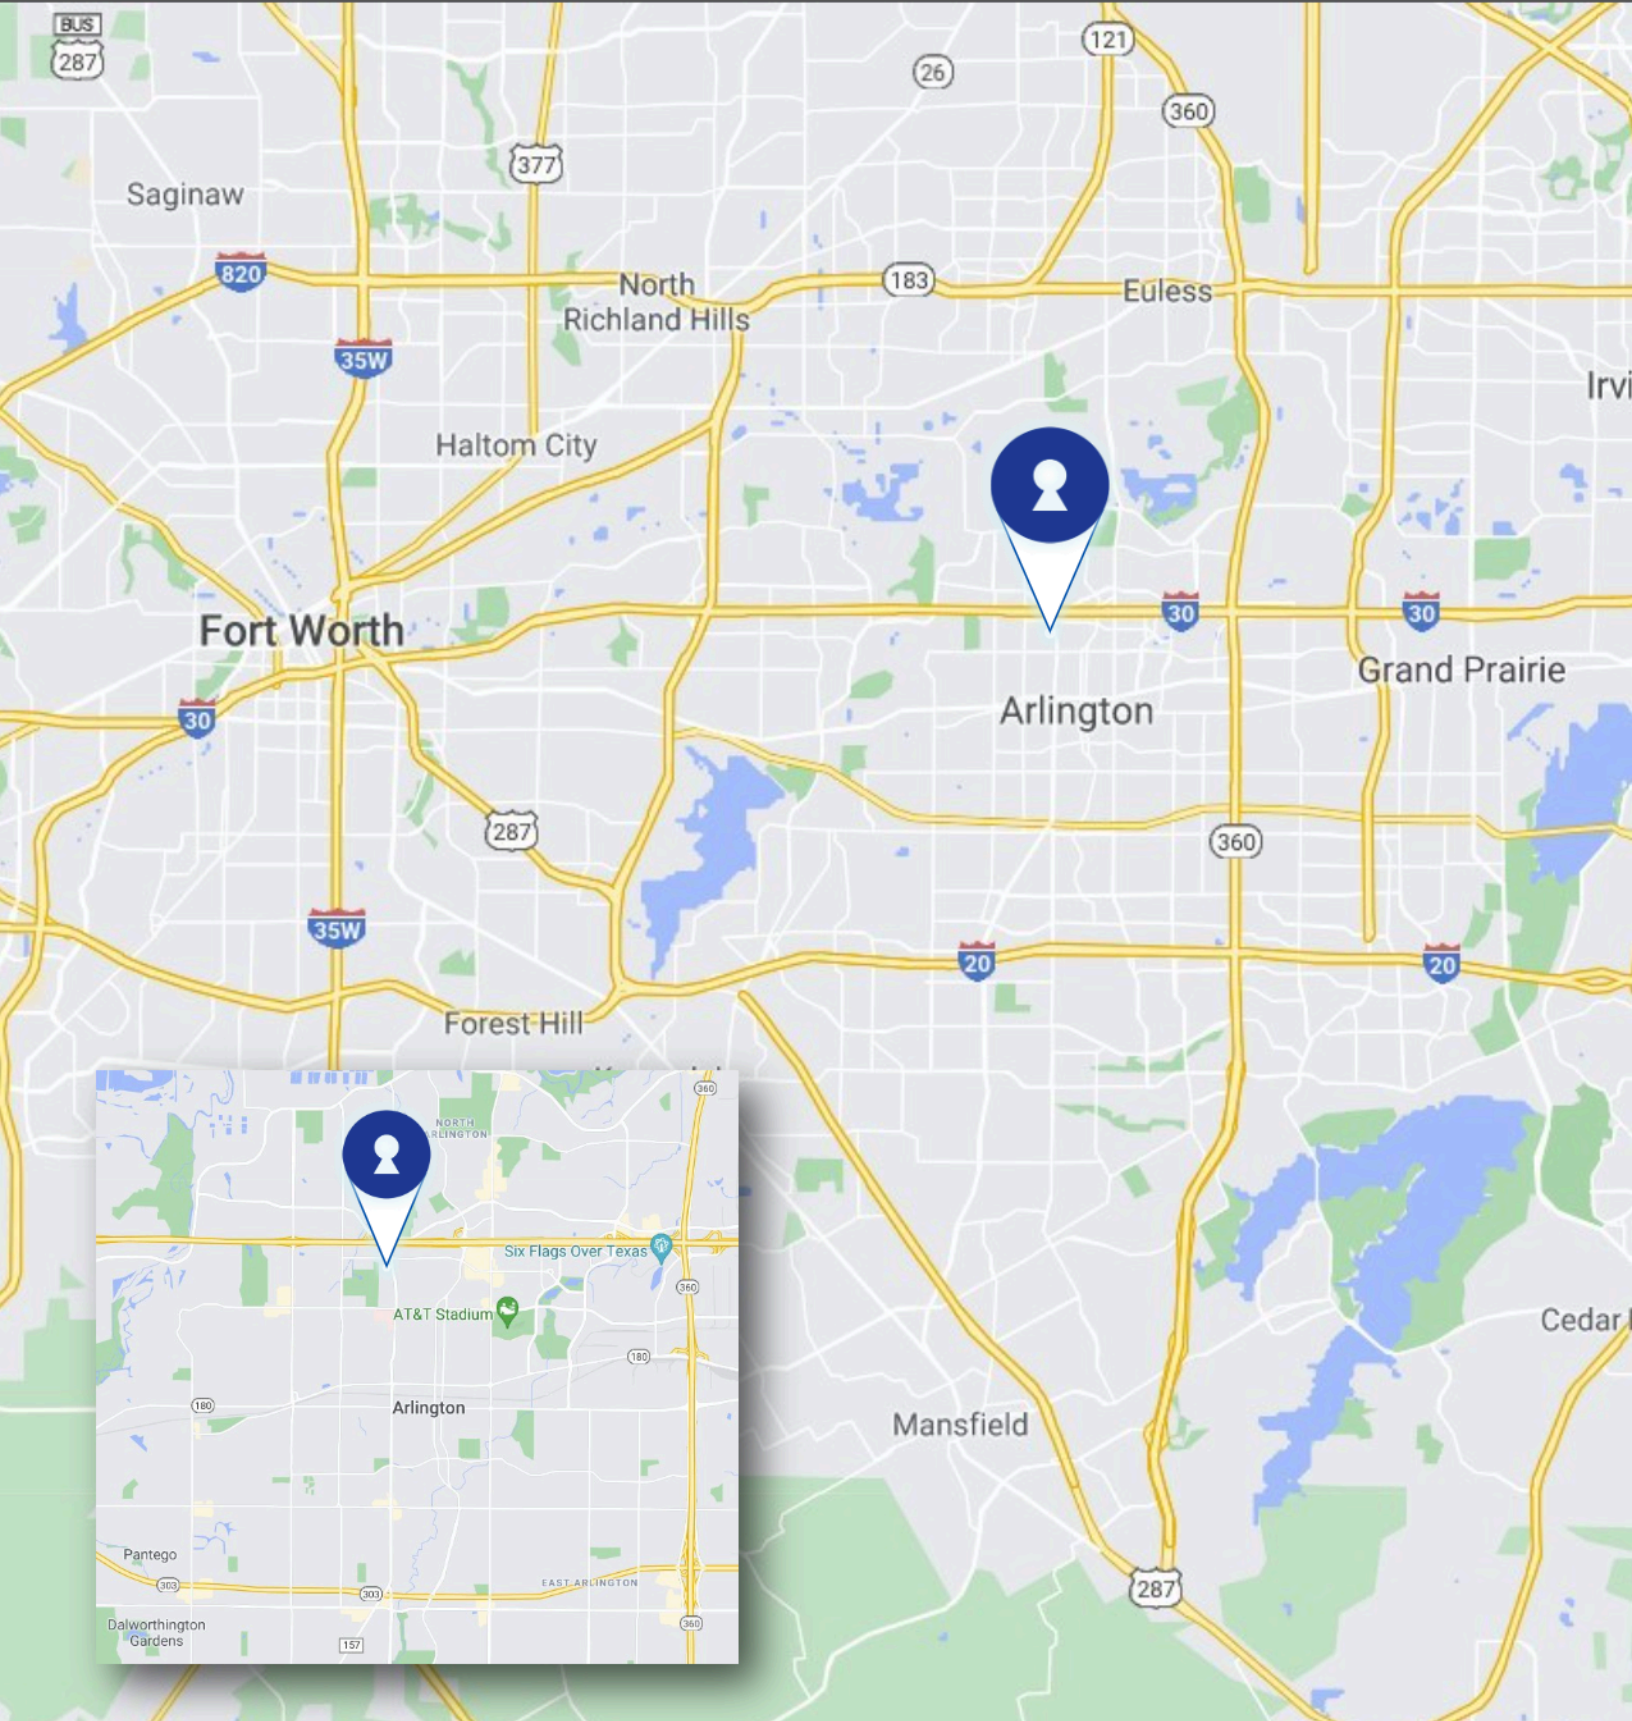 BUS
287
121
26
360
377
Saginaw
820
North
Richland Hills
183
Euless
35W
Haltom City
Fort Worth
30
30
Grand Prairie
30
Arlington
287
360
35W
20
20
Forest Hill
360
NORTH
Six Flags Over Texas
360
AT&T Stadium
180
180
Arlington
Pantego
303
303
EAST ARLINGTON
Dalworthington
Gardens
157
360
Mansfield
287
Cedar